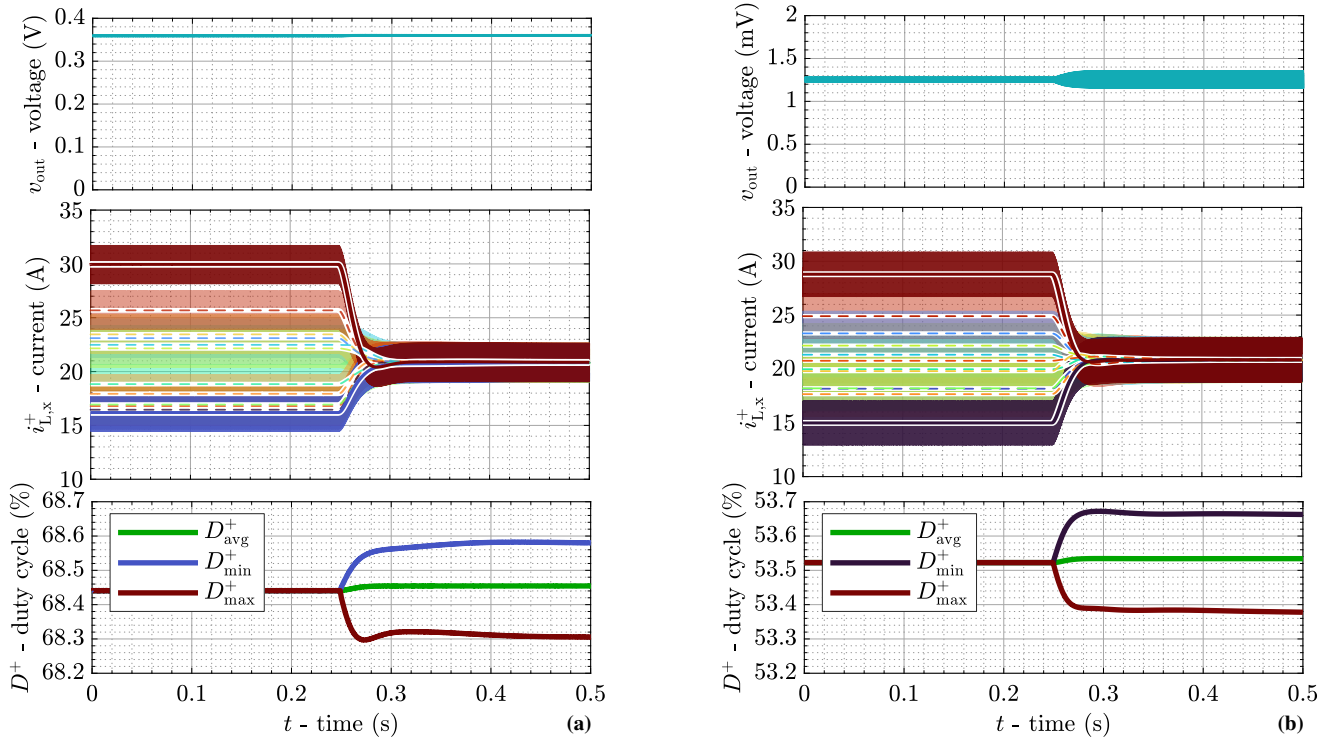 v_out - voltage (V)
0.4
0.3
0.2
0.1
0
i⁺_L,x - current (A)
35
30
25
20
15
10
D⁺ - duty cycle (%)
68.7
68.6
68.5
68.4
68.3
68.2
D⁺_avg
D⁺_min
D⁺_max
0 0.1 0.2 0.3 0.4 0.5
t - time (s)
(a)
v_out - voltage (mV)
2
1.5
1
0.5
0
i⁺_L,x - current (A)
35
30
25
20
15
10
D⁺ - duty cycle (%)
53.7
53.6
53.5
53.4
53.3
53.2
D⁺_avg
D⁺_min
D⁺_max
0 0.1 0.2 0.3 0.4 0.5
t - time (s)
(b)